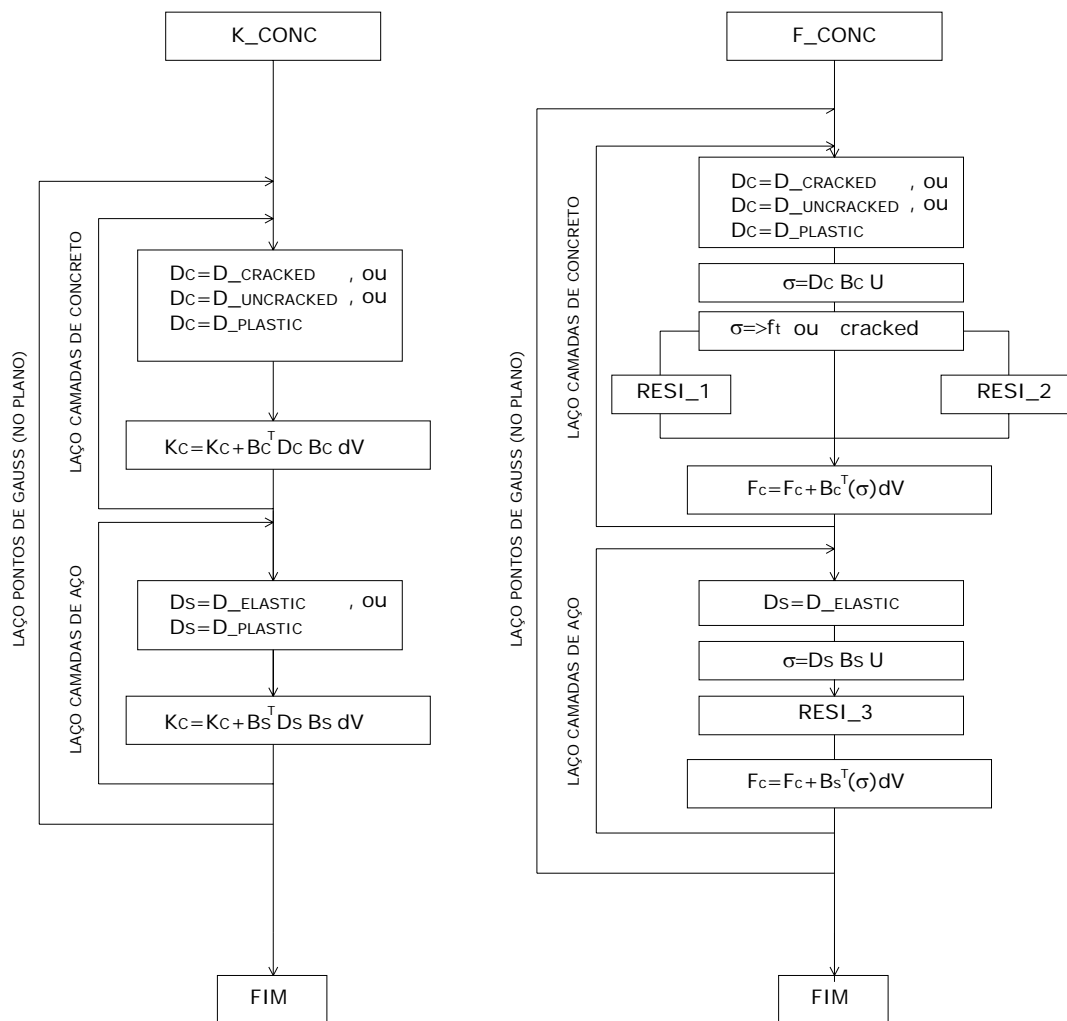 K_CONC
LAÇO PONTOS DE GAUSS (NO PLANO)
LAÇO CAMADAS DE CONCRETO
DC=D_CRACKED , ou
DC=D_UNCRACKED , ou
DC=D_PLASTIC
KC=KC+BC^T DC BC dV
LAÇO CAMADAS DE AÇO
DS=D_ELASTIC , ou
DS=D_PLASTIC
KC=KC+BS^T DS BS dV
FIM
F_CONC
LAÇO PONTOS DE GAUSS (NO PLANO)
LAÇO CAMADAS DE CONCRETO
DC=D_CRACKED , ou
DC=D_UNCRACKED , ou
DC=D_PLASTIC
σ=DC BC U
σ=>ft ou cracked
RESI_1
RESI_2
FC=FC+BC^T(σ)dV
LAÇO CAMADAS DE AÇO
DS=D_ELASTIC
σ=DS BS U
RESI_3
FC=FC+BS^T(σ)dV
FIM